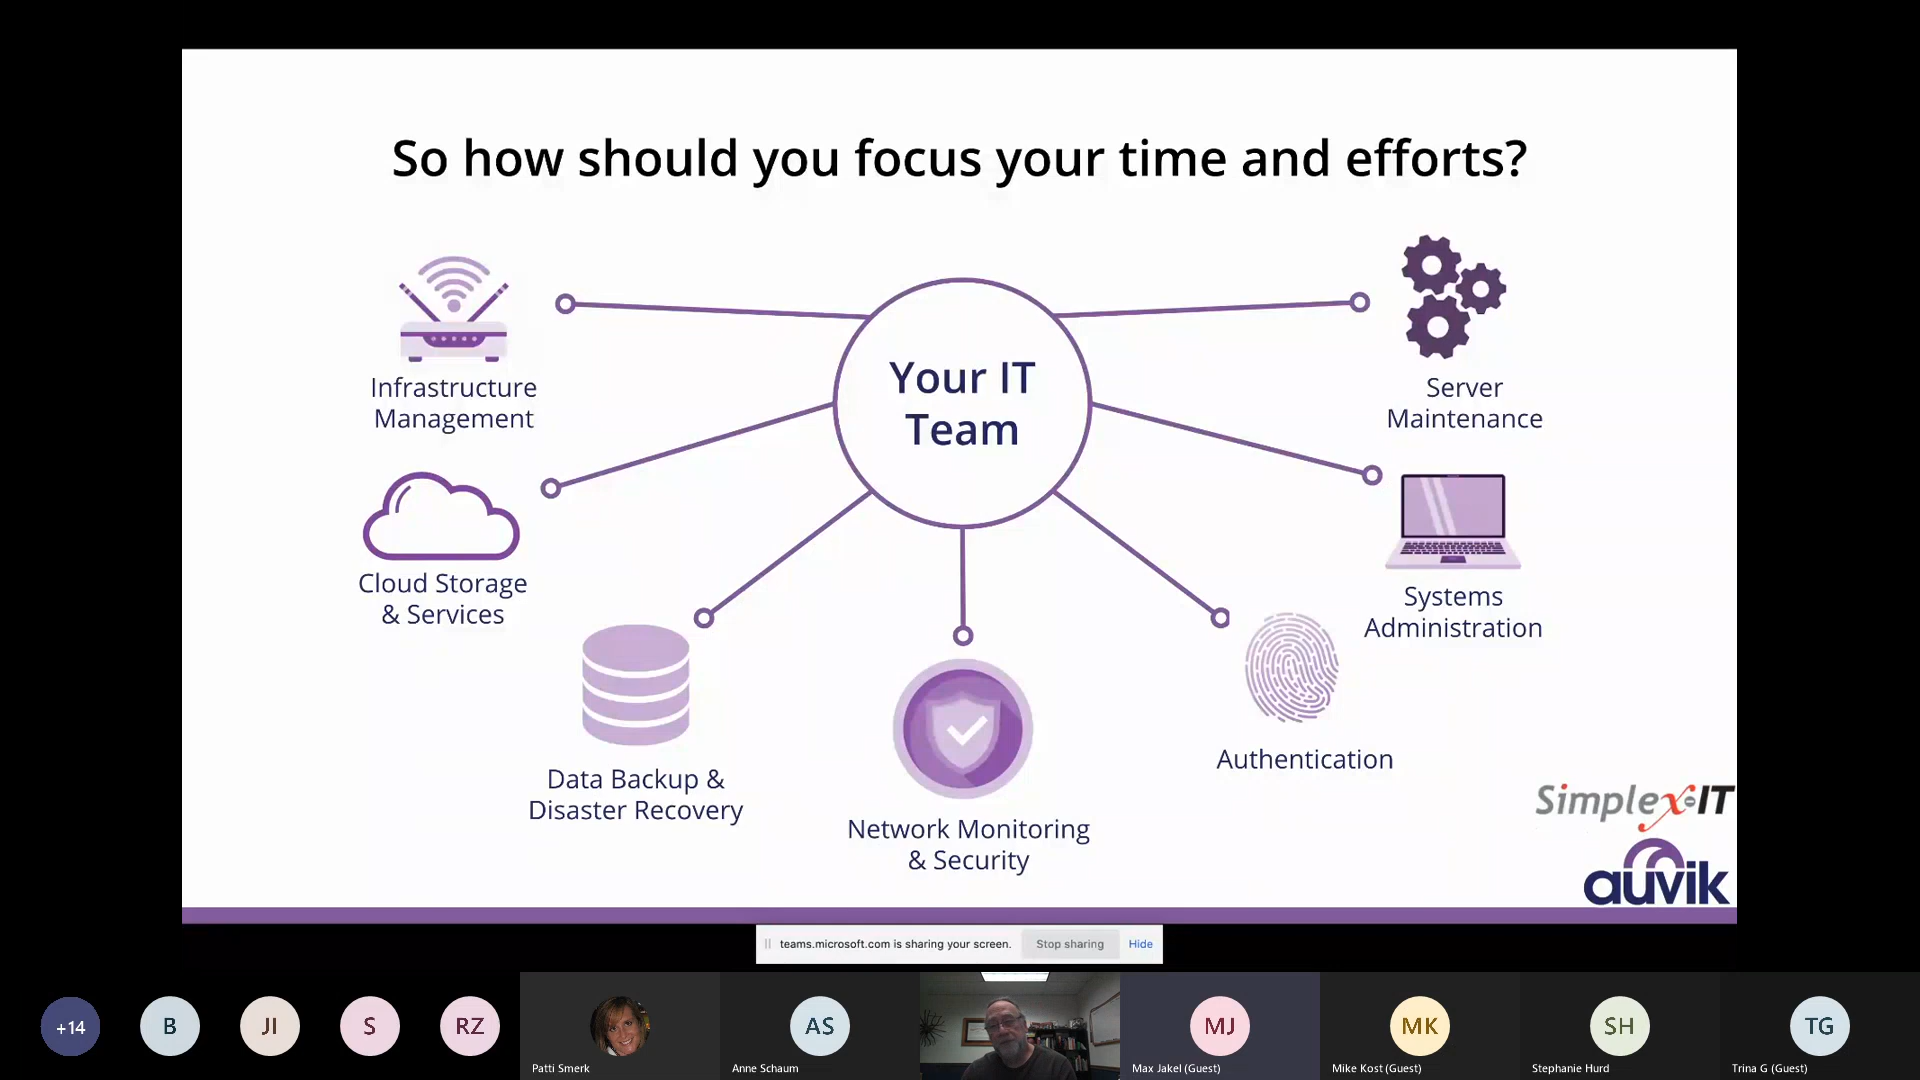 So how should you focus your time and efforts?
Your IT
Team
Infrastructure
Management
Server
Maintenance
Cloud Storage
& Services
Systems
Administration
Data Backup &
Disaster Recovery
Network Monitoring
& Security
Authentication
Simplex-IT
auvik
teams.microsoft.com is sharing your screen.
Stop sharing
Hide
+14
B
JI
S
RZ
AS
MJ
MK
SH
TG
Patti Smerk
Anne Schaum
Max Jakel (Guest)
Mike Kost (Guest)
Stephanie Hurd
Trina G (Guest)